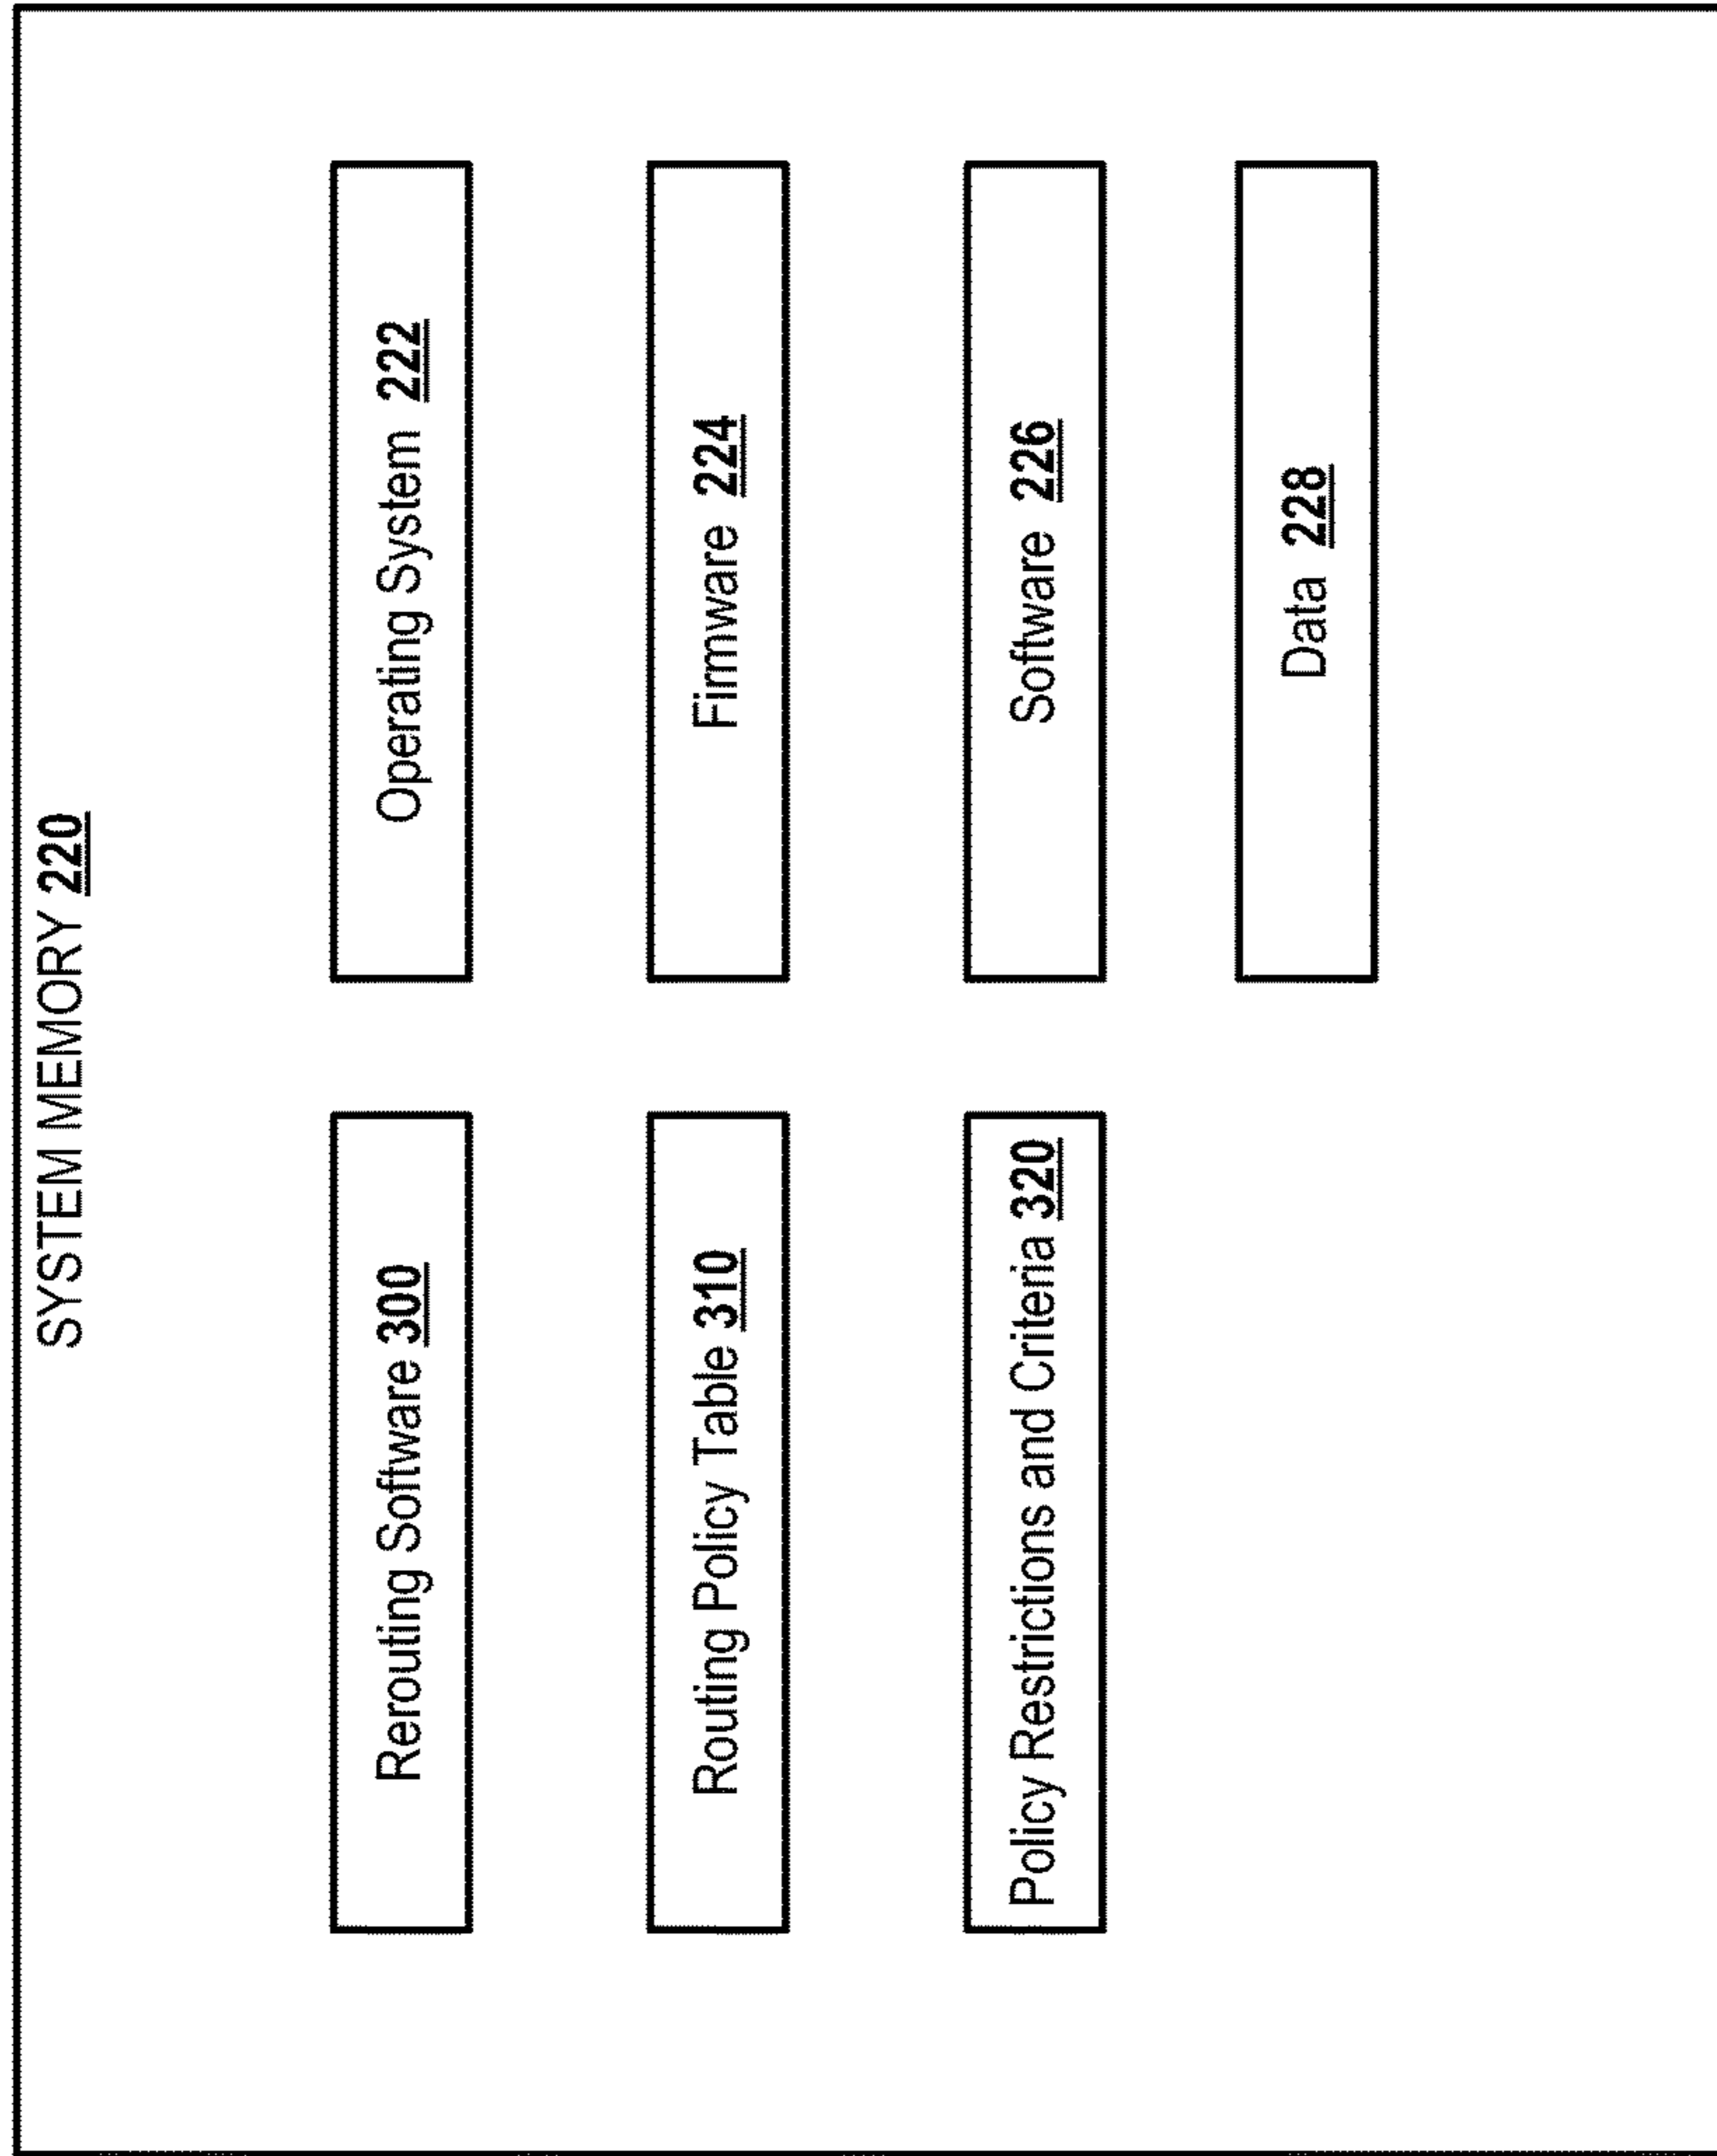 SYSTEM MEMORY 220
Rerouting Software 300
Routing Policy Table 310
Policy Restrictions and Criteria 320
Operating System 222
Firmware 224
Software 226
Data 228